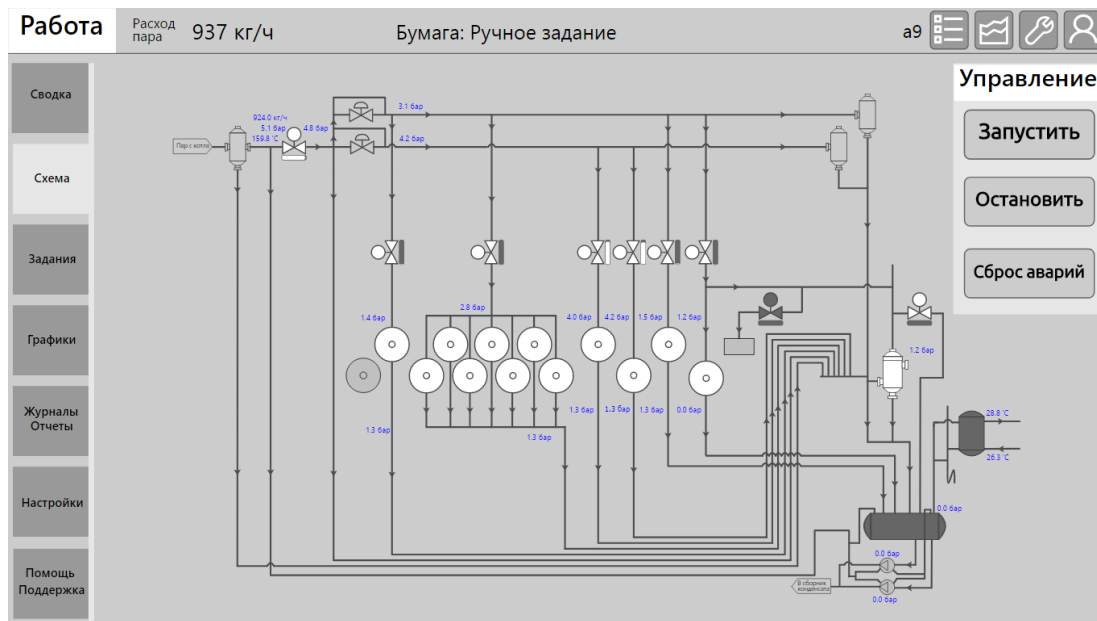 Работа
Расход
пара
937 кг/ч
Бумага: Ручное задание
а9
Сводка
Схема
Задания
Графики
Журналы
Отчеты
Настройки
Помощь
Поддержка
Управление
Запустить
Остановить
Сброс аварий
Пар с котла
924.0 кг/ч
5.1 бар
159.8 °C
4.8 бар
3.1 бар
4.2 бар
1.4 бар
2.8 бар
4.0 бар
4.2 бар
1.5 бар
1.2 бар
1.2 бар
1.3 бар
1.3 бар
1.3 бар
1.3 бар
1.3 бар
0.0 бар
28.8 °C
26.3 °C
0.0 бар
0.0 бар
В сборник
конденсата
0.0 бар